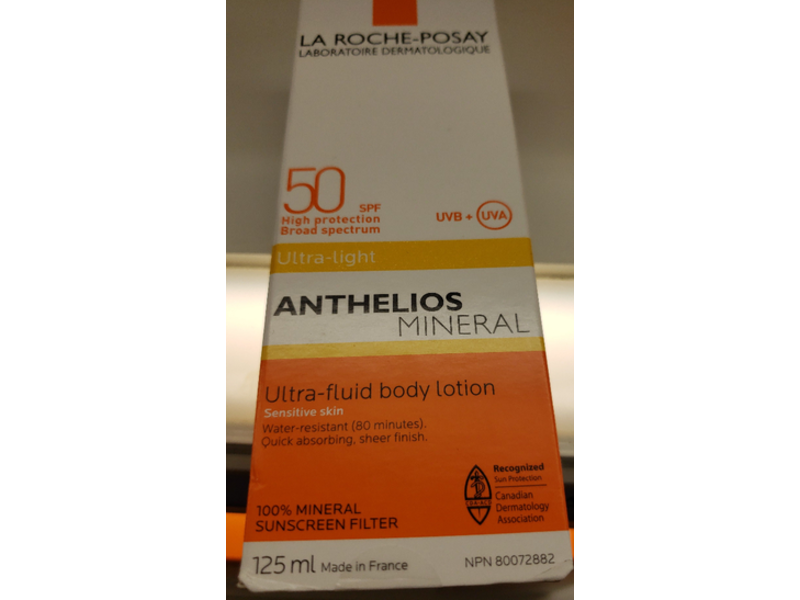 LA ROCHE-POSAY
LABORATOIRE DERMATOLOGIQUE
50 SPF
High protection
Broad spectrum
UVB + UVA
Ultra-light
ANTHELIOS
MINERAL
Ultra-fluid body lotion
Sensitive skin
Water-resistant (80 minutes).
Quick absorbing, sheer finish.
Recognized
Sun Protection
Canadian
Dermatology
Association
100% MINERAL
SUNSCREEN FILTER
125 ml Made in France
NPN 80072882